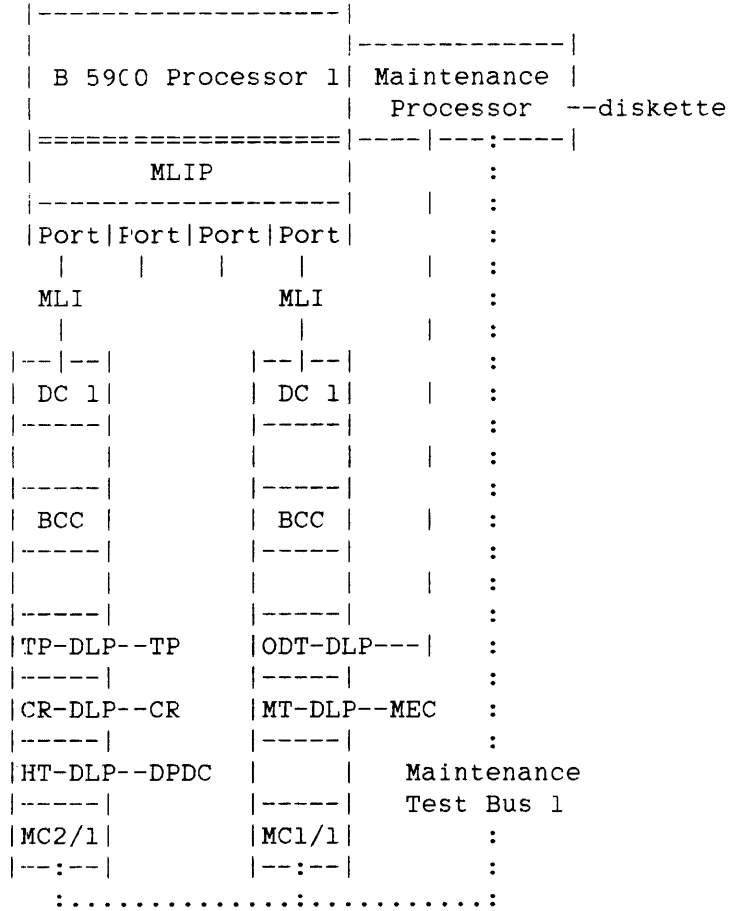 B 5900 Processor 1 Maintenance
Processor --diskette
MLIP
Port Port Port Port
MLI MLI
DC 1 DC 1
BCC BCC
TP-DLP--TP ODT-DLP---
CR-DLP--CR MT-DLP--MEC
HT-DLP--DPDC Maintenance
Test Bus 1
MC2/1 MC1/1